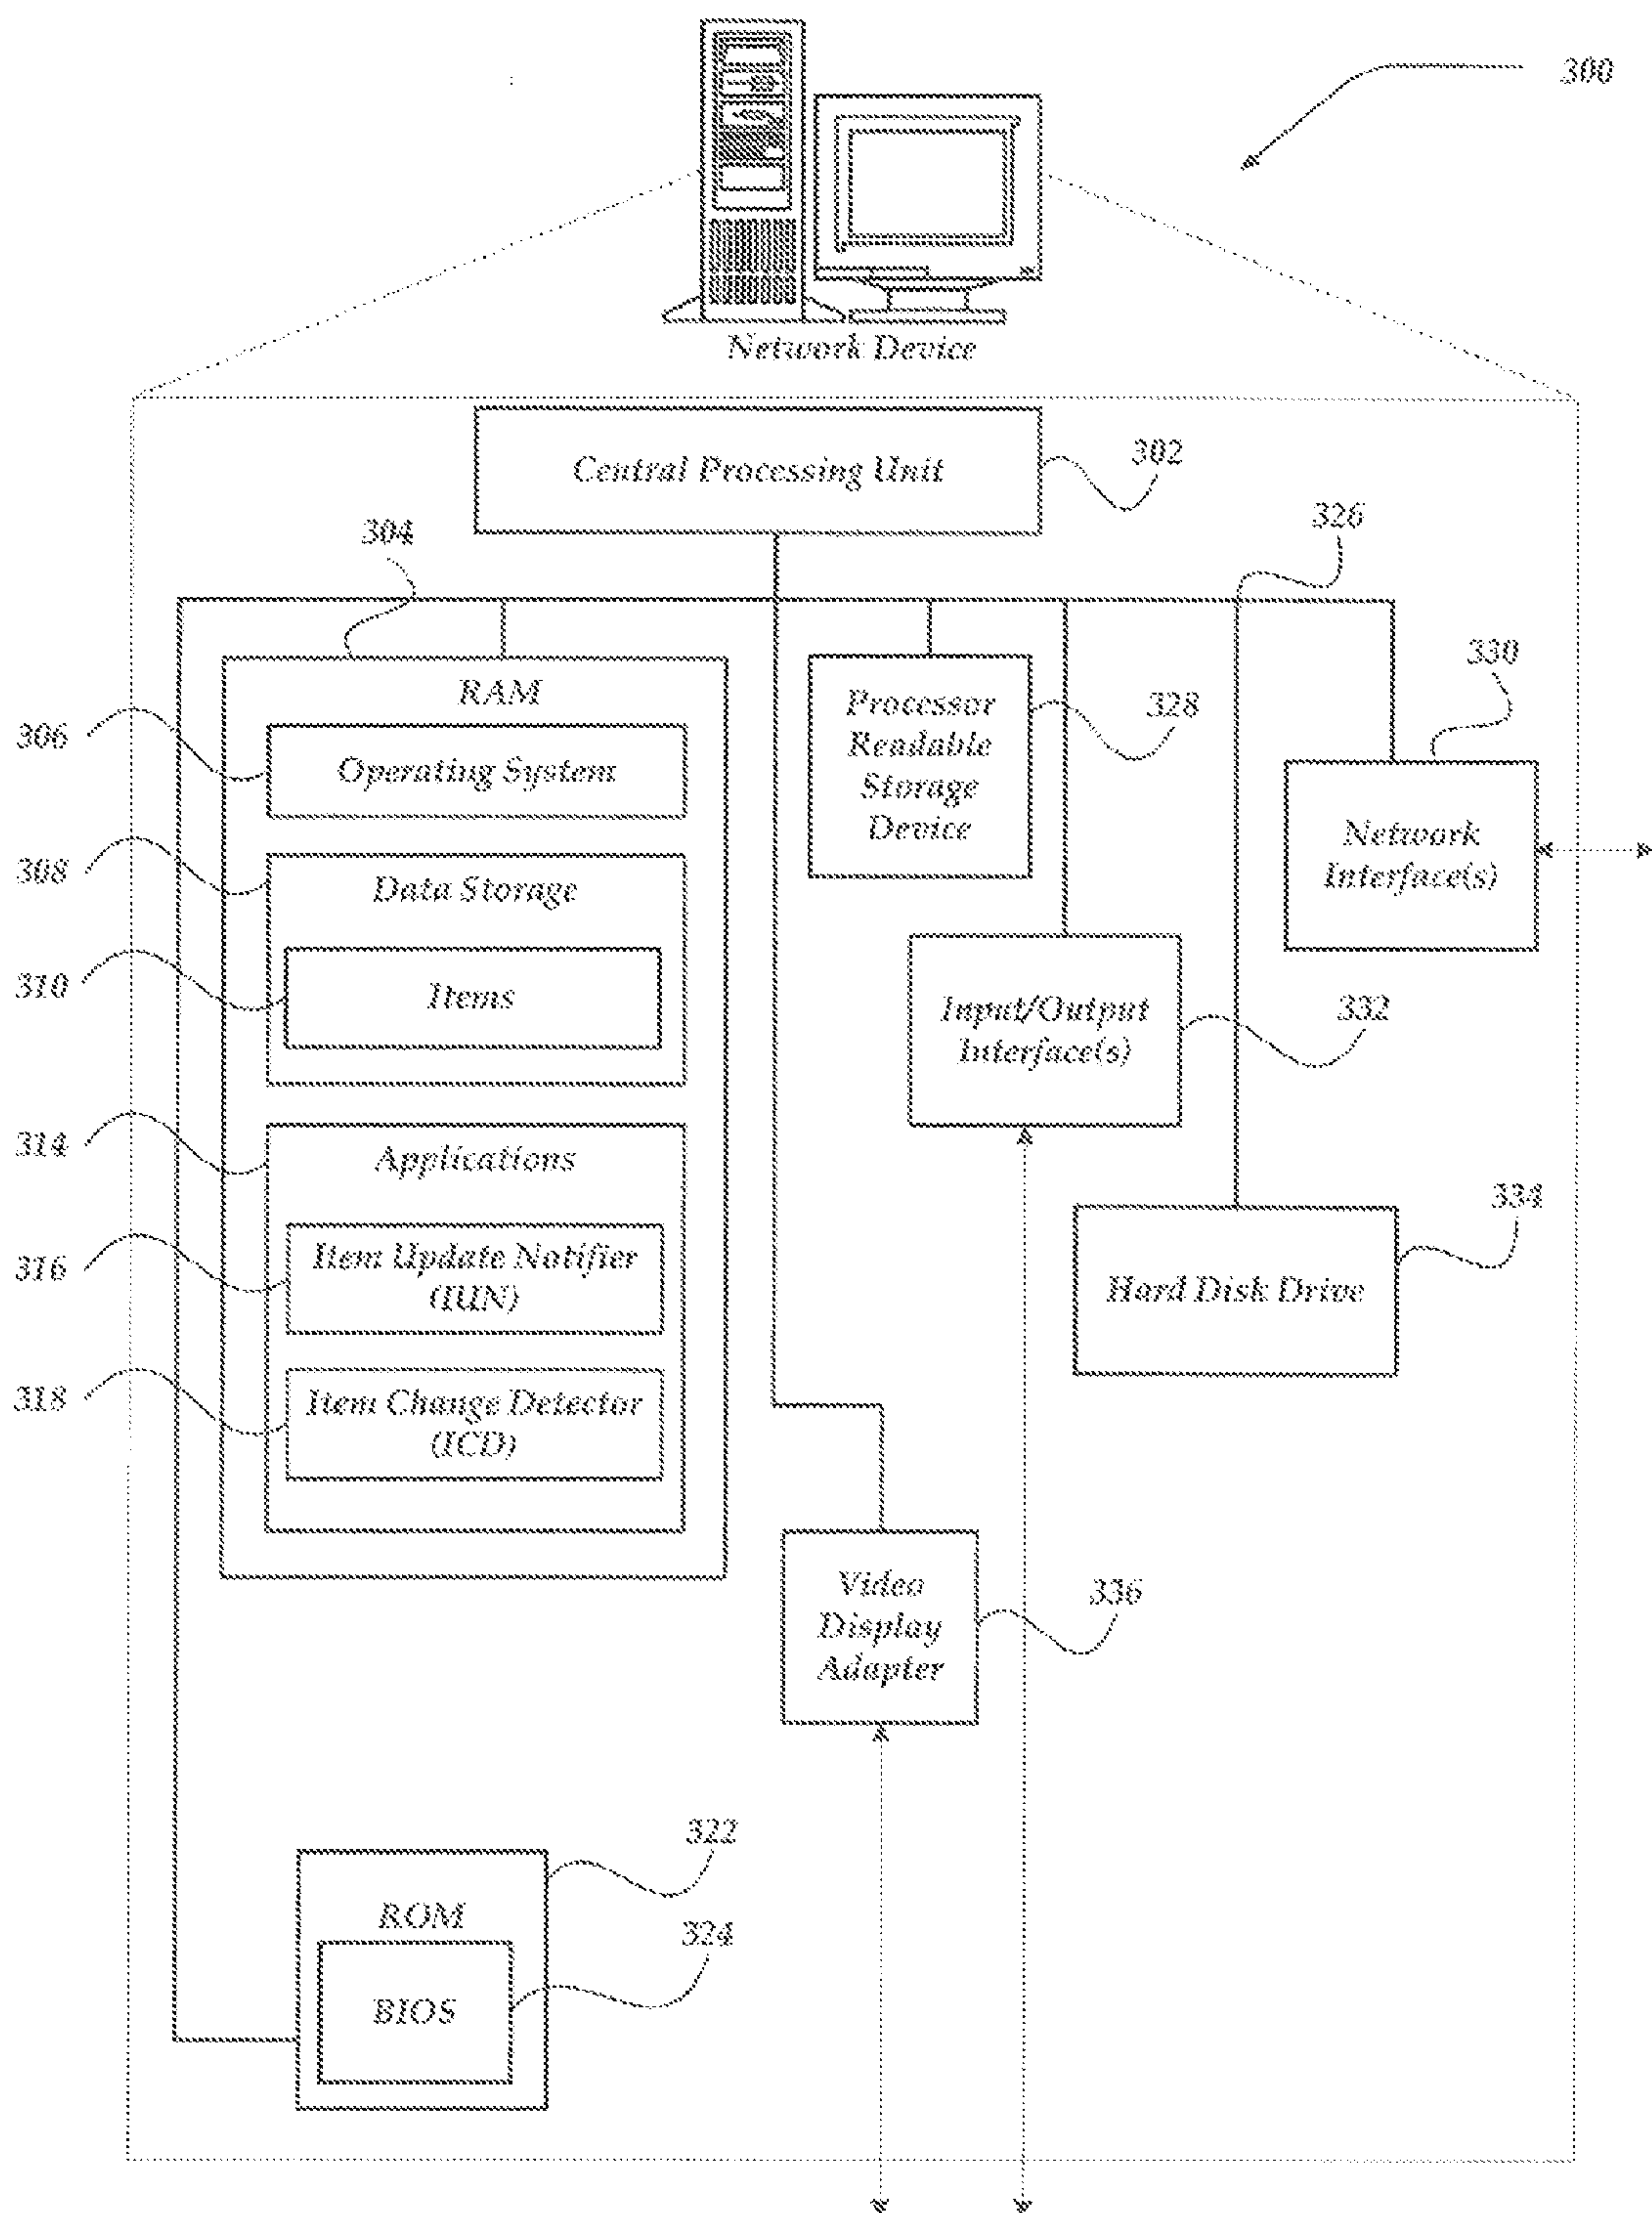 300
Network Device
Central Processing Unit
302
304
326
RAM
330
306
Operating System
Processor
Readable
Storage
Device
328
308
Data Storage
Network
Interface(s)
310
Items
Input/Output
Interface(s)
332
314
Applications
334
316
Item Update Notifier
(IUN)
Hard Disk Drive
318
Item Change Detector
(ICD)
Video
Display
Adapter
336
322
ROM
324
BIOS